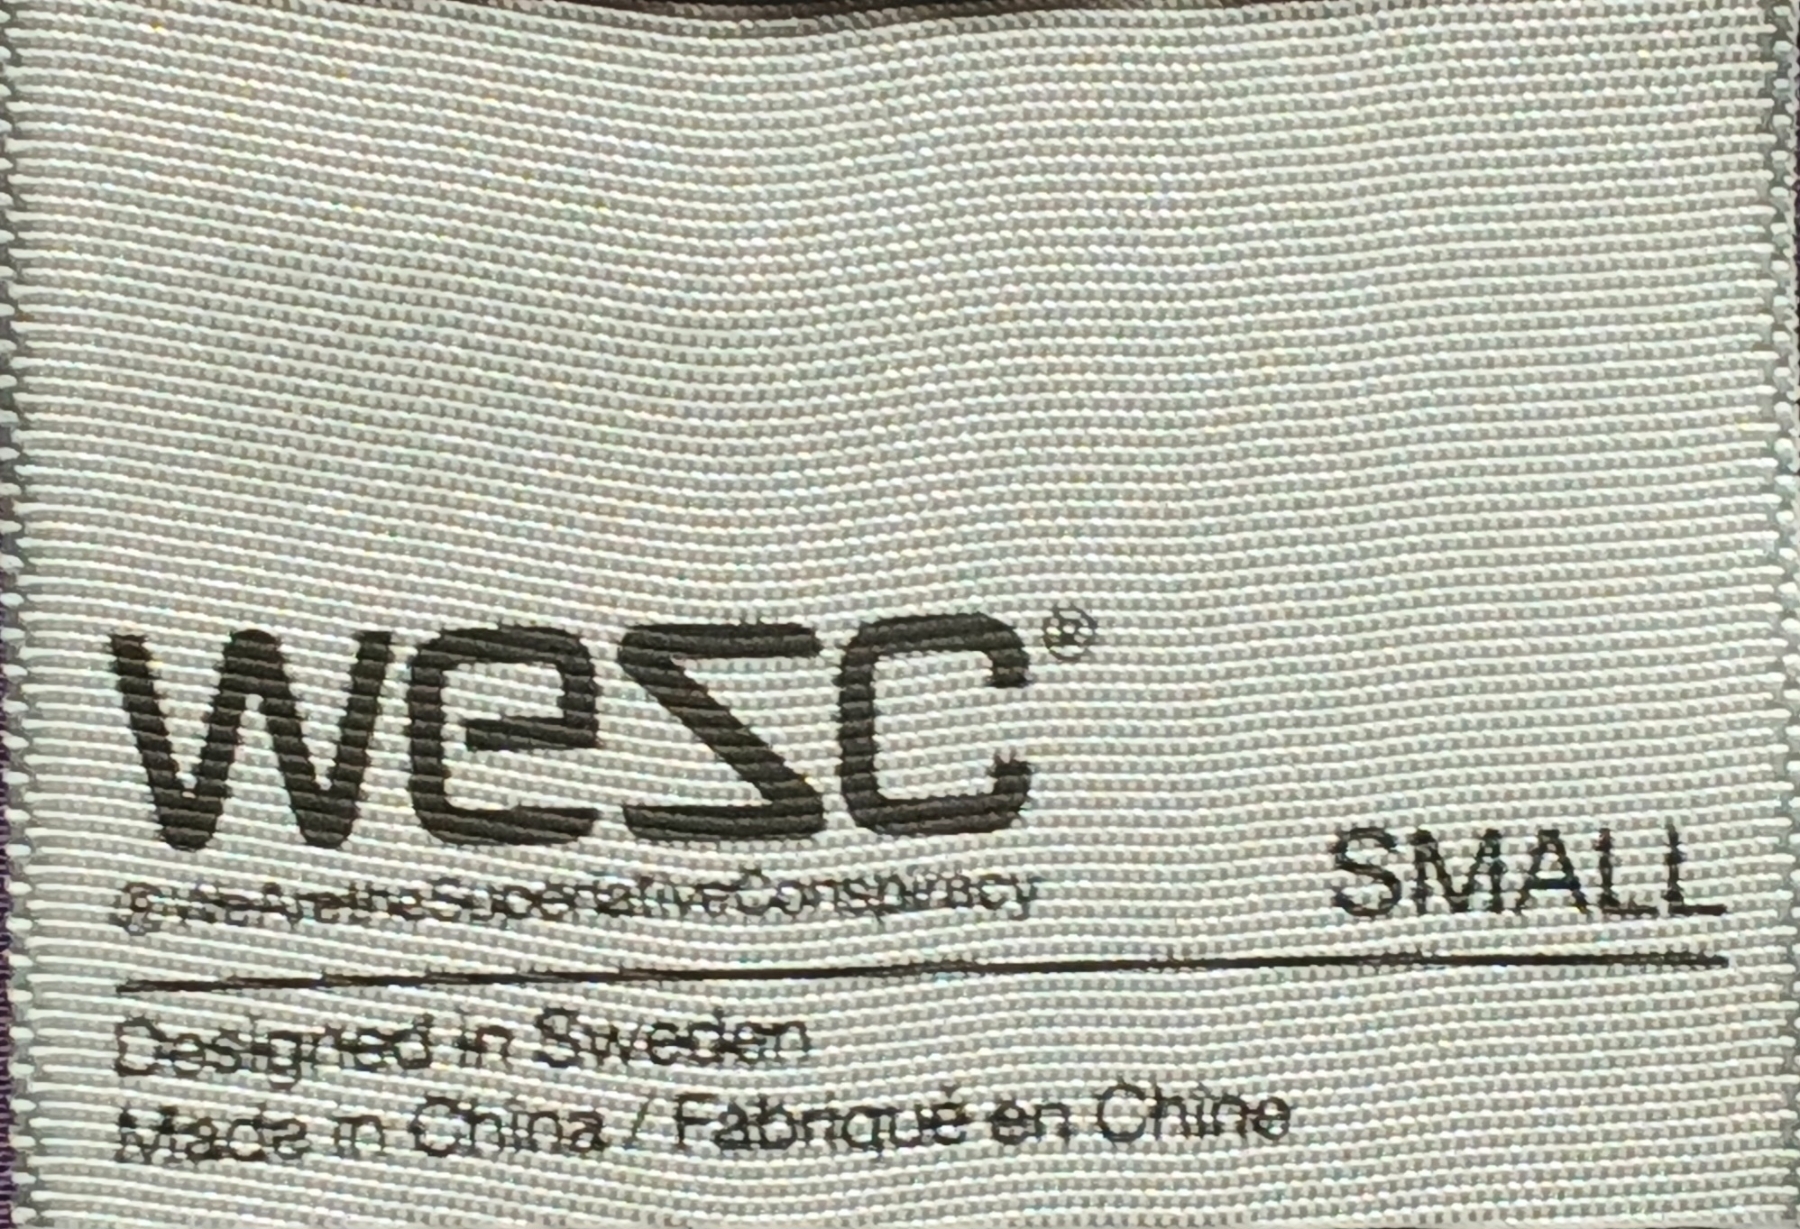 wesc®
@WeAretheSuperlativeConspiracy
SMALL
Designed in Sweden
Made in China / Fabriqué en Chine